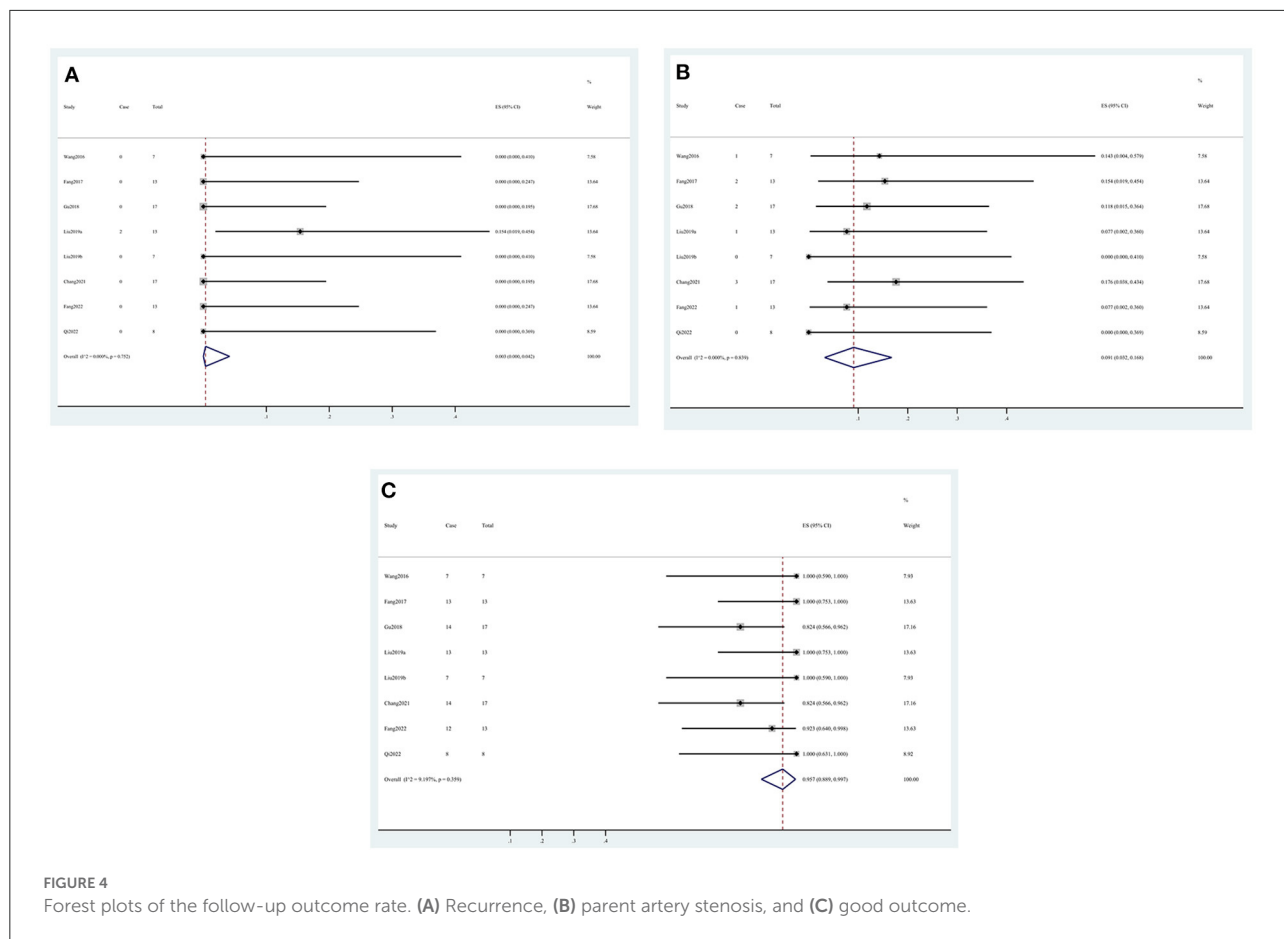 A
%
Study Case Total ES (95% CI) Weight
Wang2016 0 7 0.000 (0.000, 0.410) 7.58
Fang2017 0 13 0.000 (0.000, 0.247) 13.64
Gu2018 0 17 0.000 (0.000, 0.195) 17.68
Liu2019a 2 13 0.154 (0.019, 0.454) 13.64
Liu2019b 0 7 0.000 (0.000, 0.410) 7.58
Chang2021 0 17 0.000 (0.000, 0.195) 17.68
Fang2022 0 13 0.000 (0.000, 0.247) 13.64
Qi2022 0 8 0.000 (0.000, 0.369) 8.59
Overall (I^2 = 0.000%, p = 0.752) 0.003 (0.000, 0.042) 100.00
.1 .2 .3 .4
B
%
Study Case Total ES (95% CI) Weight
Wang2016 1 7 0.143 (0.004, 0.579) 7.58
Fang2017 2 13 0.154 (0.019, 0.454) 13.64
Gu2018 2 17 0.118 (0.015, 0.364) 17.68
Liu2019a 1 13 0.077 (0.002, 0.360) 13.64
Liu2019b 0 7 0.000 (0.000, 0.410) 7.58
Chang2021 3 17 0.176 (0.038, 0.434) 17.68
Fang2022 1 13 0.077 (0.002, 0.360) 13.64
Qi2022 0 8 0.000 (0.000, 0.369) 8.59
Overall (I^2 = 0.000%, p = 0.859) 0.091 (0.032, 0.168) 100.00
.1 .2 .3 .4
C
%
Study Case Total ES (95% CI) Weight
Wang2016 7 7 1.000 (0.590, 1.000) 7.93
Fang2017 13 13 1.000 (0.753, 1.000) 13.63
Gu2018 14 17 0.824 (0.566, 0.962) 17.16
Liu2019a 13 13 1.000 (0.753, 1.000) 13.63
Liu2019b 7 7 1.000 (0.590, 1.000) 7.93
Chang2021 14 17 0.824 (0.566, 0.962) 17.16
Fang2022 12 13 0.923 (0.640, 0.998) 13.63
Qi2022 8 8 1.000 (0.631, 1.000) 8.92
Overall (I^2 = 9.197%, p = 0.359) 0.957 (0.889, 0.997) 100.00
.1 .2 .3 .4
FIGURE 4
Forest plots of the follow-up outcome rate. (A) Recurrence, (B) parent artery stenosis, and (C) good outcome.